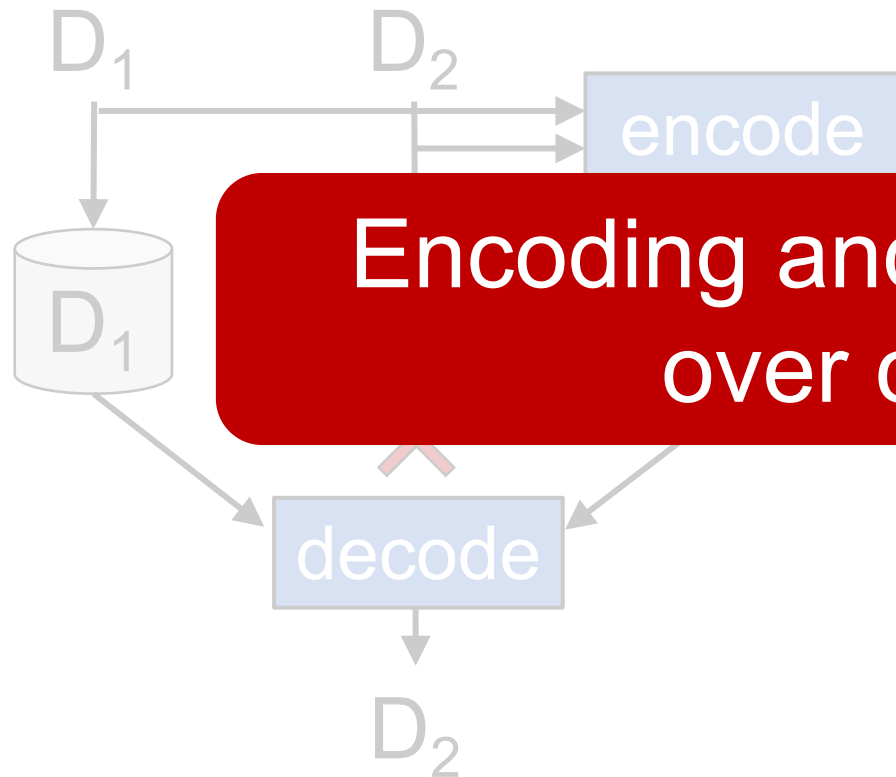 D₁ D₂
encode
Encoding and
over
D₁
decode
D₂